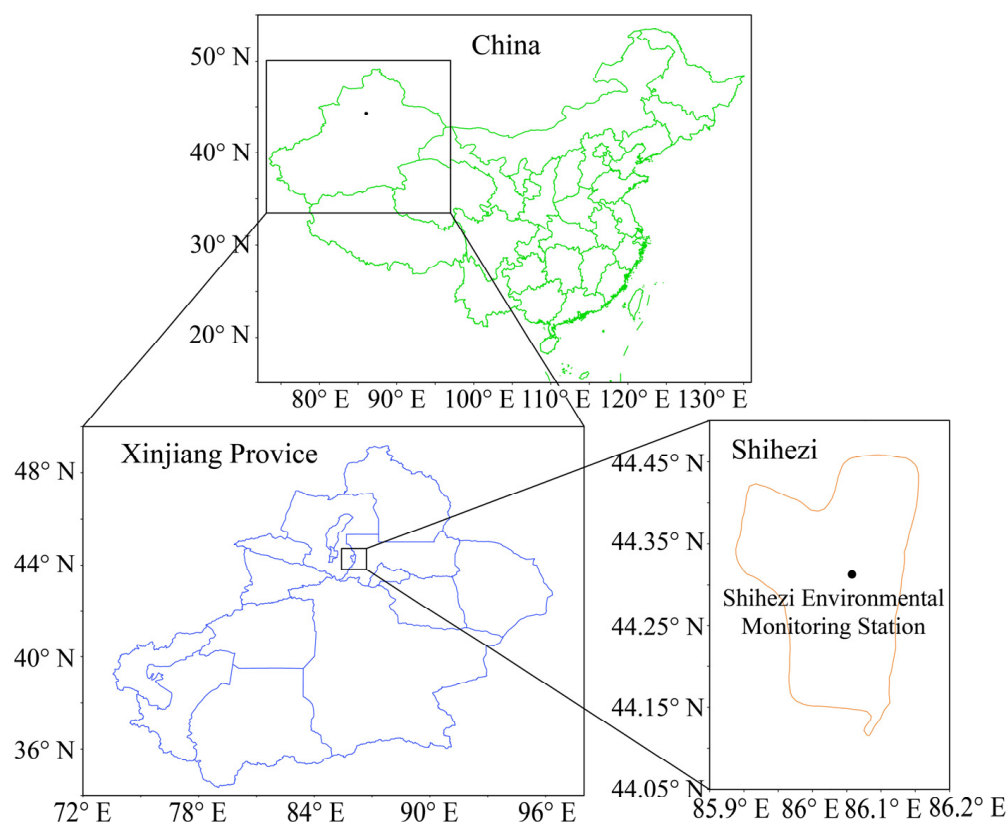 China
50° N
40° N
30° N
20° N
80° E 90° E 100° E 110° E 120° E 130° E
Xinjiang Provice
48° N
44° N
40° N
36° N
72° E 78° E 84° E 90° E 96° E
Shihezi
44.45° N
44.35° N
44.25° N
44.15° N
44.05° N
Shihezi Environmental
Monitoring Station
85.9° E 86° E 86.1° E 86.2° E